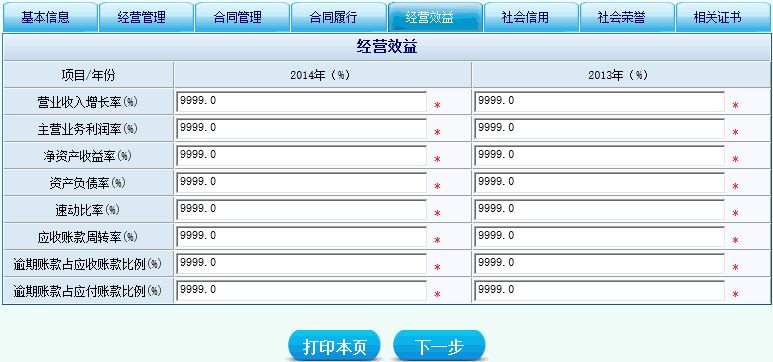 基本信息 经营管理 合同管理 合同履行 经营效益 社会信用 社会荣誉 相关证书
经营效益
项目/年份 2014年（%） 2013年（%）
营业收入增长率(%) 9999.0 * 9999.0 *
主营业务利润率(%) 9999.0 * 9999.0 *
净资产收益率(%) 9999.0 * 9999.0 *
资产负债率(%) 9999.0 * 9999.0 *
速动比率(%) 9999.0 * 9999.0 *
应收账款周转率(%) 9999.0 * 9999.0 *
逾期账款占应收账款比例(%) 9999.0 * 9999.0 *
逾期账款占应付账款比例(%) 9999.0 * 9999.0 *
打印本页 下一步